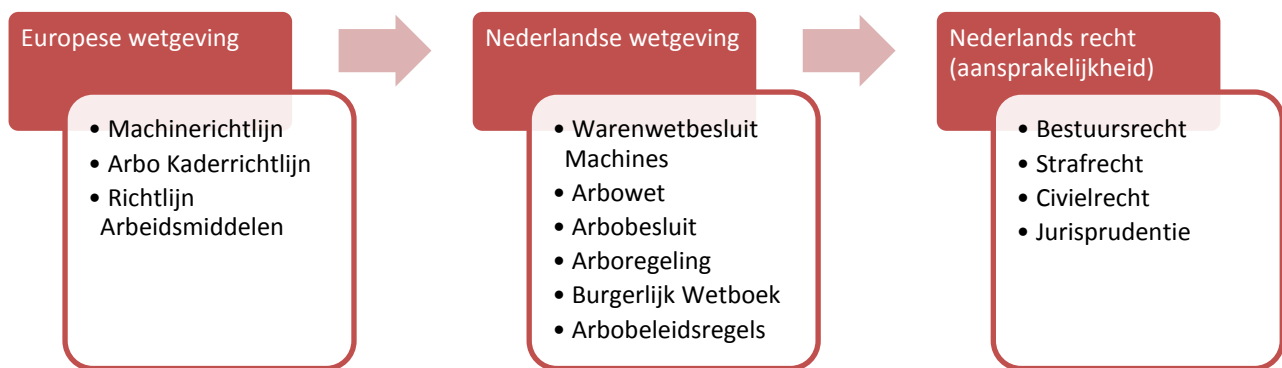 Europese wetgeving
• Machinerichtlijn
• Arbo Kaderrichtlijn
• Richtlijn
Arbeidsmiddelen
Nederlandse wetgeving
• Warenwetbesluit
Machines
• Arbowet
• Arbobesluit
• Arboregeling
• Burgerlijk Wetboek
• Arbobeleidsregels
Nederlands recht
(aansprakelijkheid)
• Bestuursrecht
• Strafrecht
• Civielrecht
• Jurisprudentie